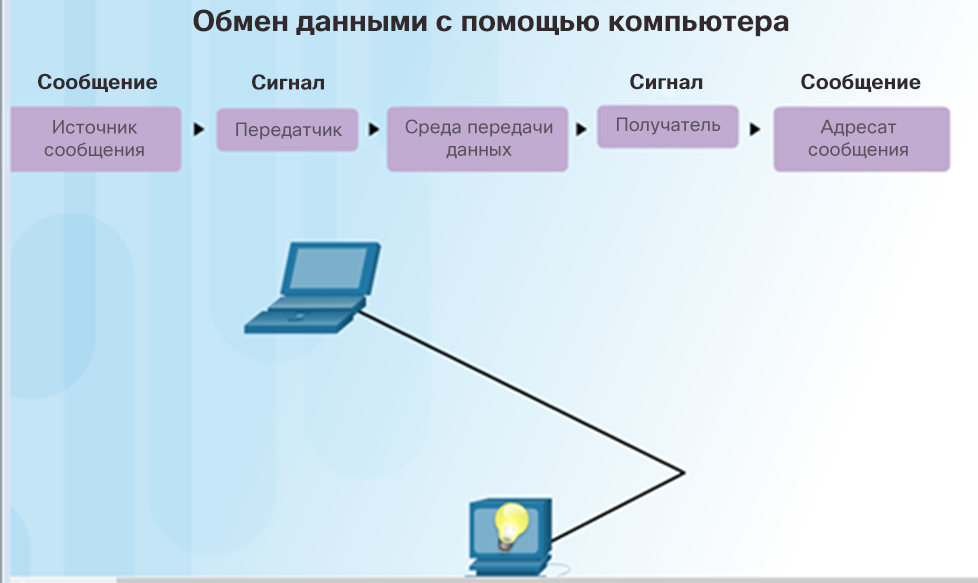 Обмен данными с помощью компьютера
Сообщение
Сигнал
Сигнал
Сообщение
Источник
сообщения
Передатчик
Среда передачи
данных
Получатель
Адресат
сообщения